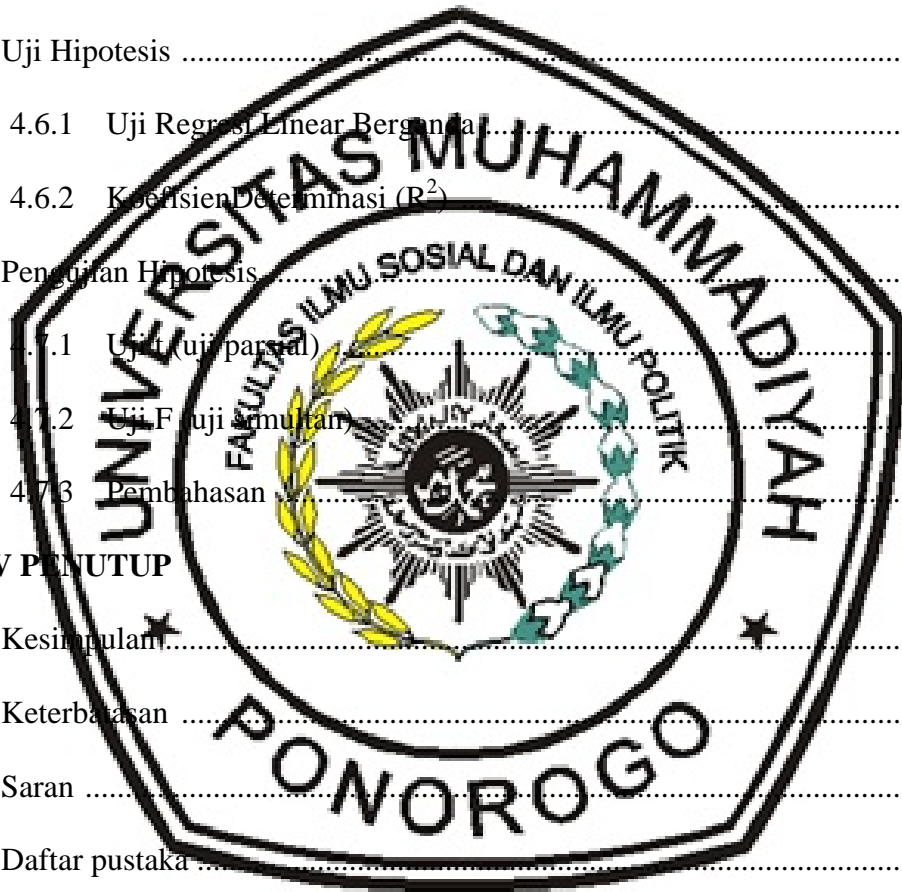 Uji Hipotesis ..........................................................................
4.6.1 Uji Regresi Linear Berganda ..........................................................................
4.6.2 KoefisienDeterminasi (R²) ..........................................................................
Pengujian Hipotesis ..........................................................................
4.7.1 Uji t (uji parsial) ..........................................................................
4.7.2 Uji F (uji simultan) ..........................................................................
4.7.3 Pembahasan ..........................................................................
V PENUTUP
Kesimpulan ..........................................................................
Keterbatasan ..........................................................................
Saran ..........................................................................
Daftar pustaka ..........................................................................
UNIVERSITAS MUHAMMADIYAH
PONOROGO
FAKULTAS ILMU SOSIAL DAN ILMU POLITIK